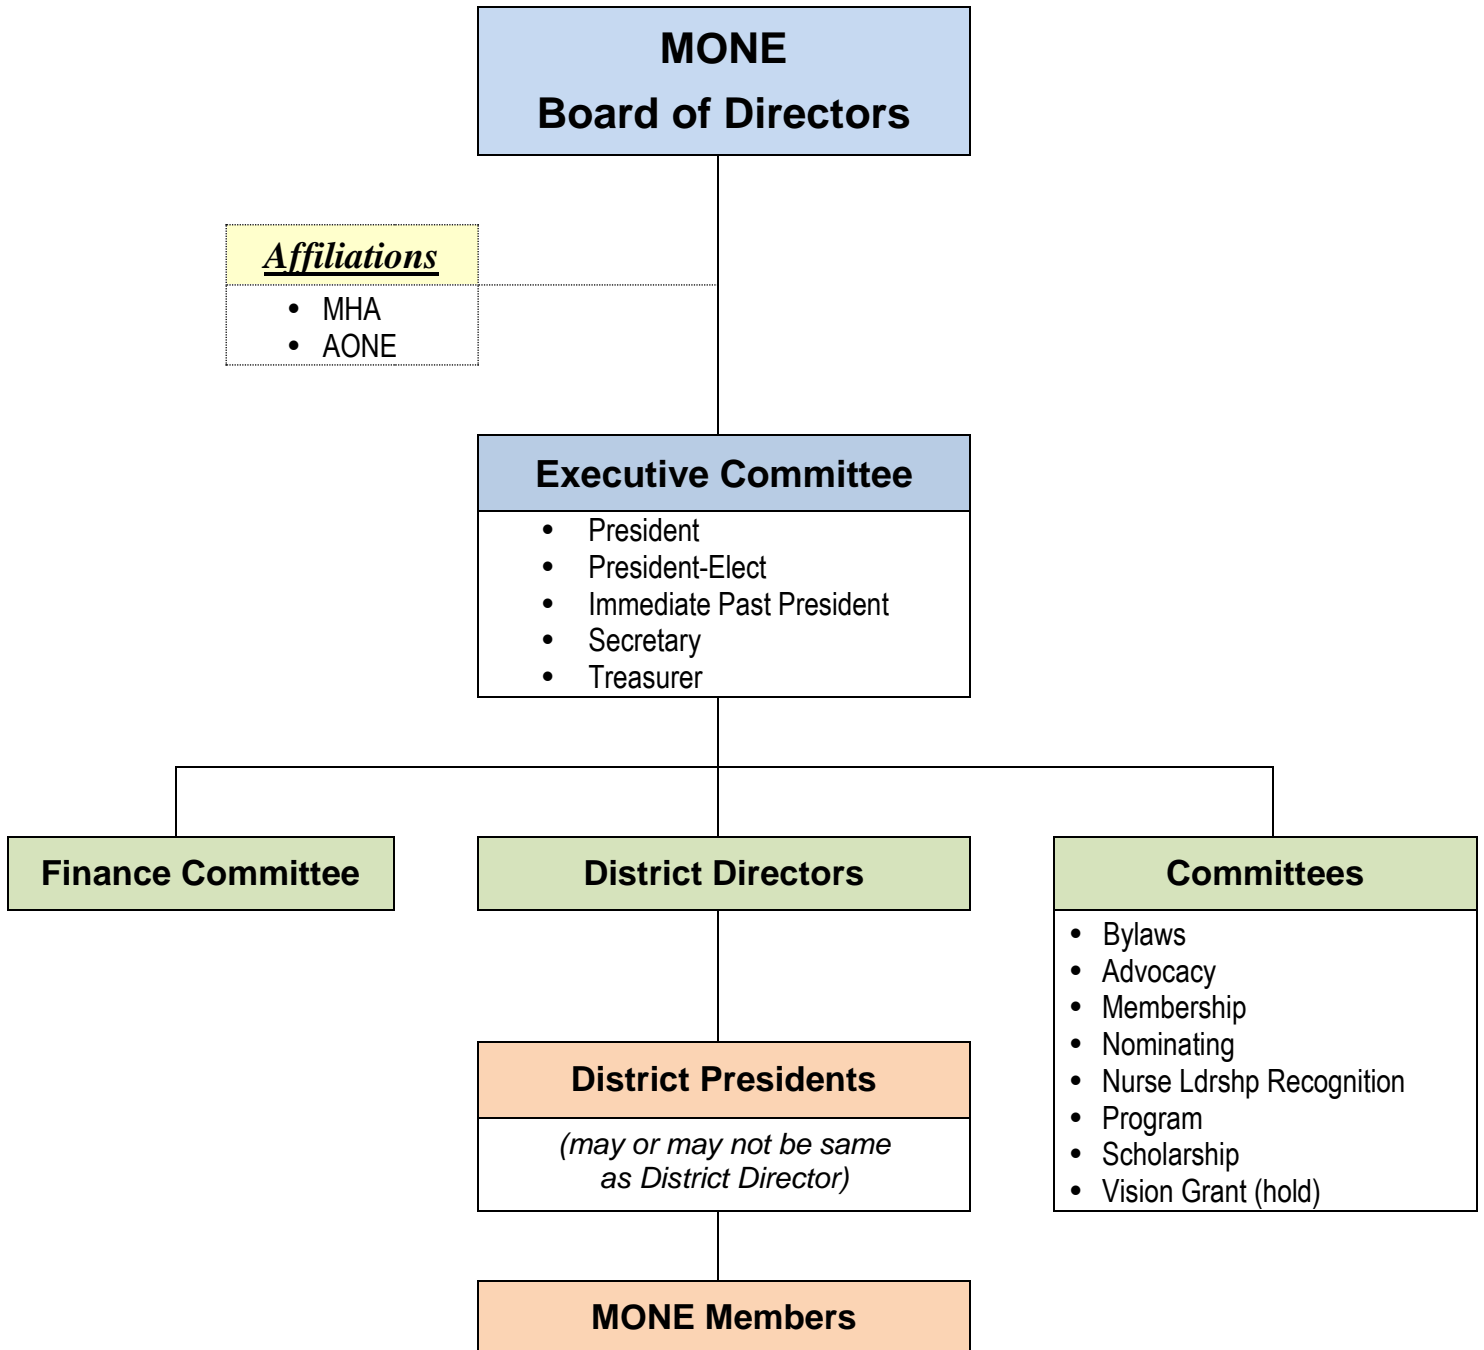 MONE
Board of Directors
Affiliations
• MHA
• AONE
Executive Committee
• President
• President-Elect
• Immediate Past President
• Secretary
• Treasurer
Finance Committee
District Directors
Committees
• Bylaws
• Advocacy
• Membership
• Nominating
• Nurse Ldrshp Recognition
• Program
• Scholarship
• Vision Grant (hold)
District Presidents
(may or may not be same
as District Director)
MONE Members